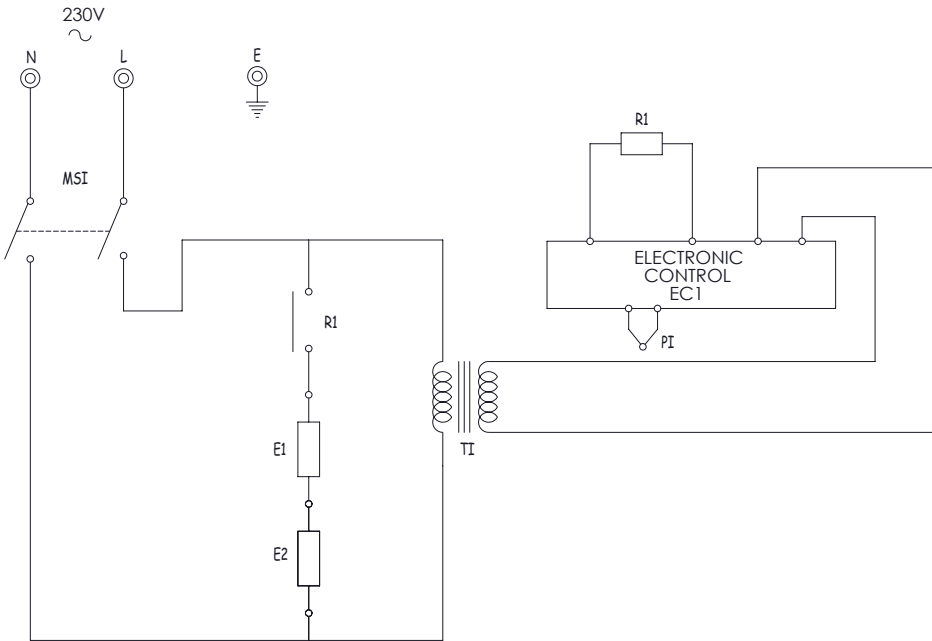 230V
N
L
E
MSI
R1
R1
ELECTRONIC
CONTROL
EC1
PI
E1
TI
E2